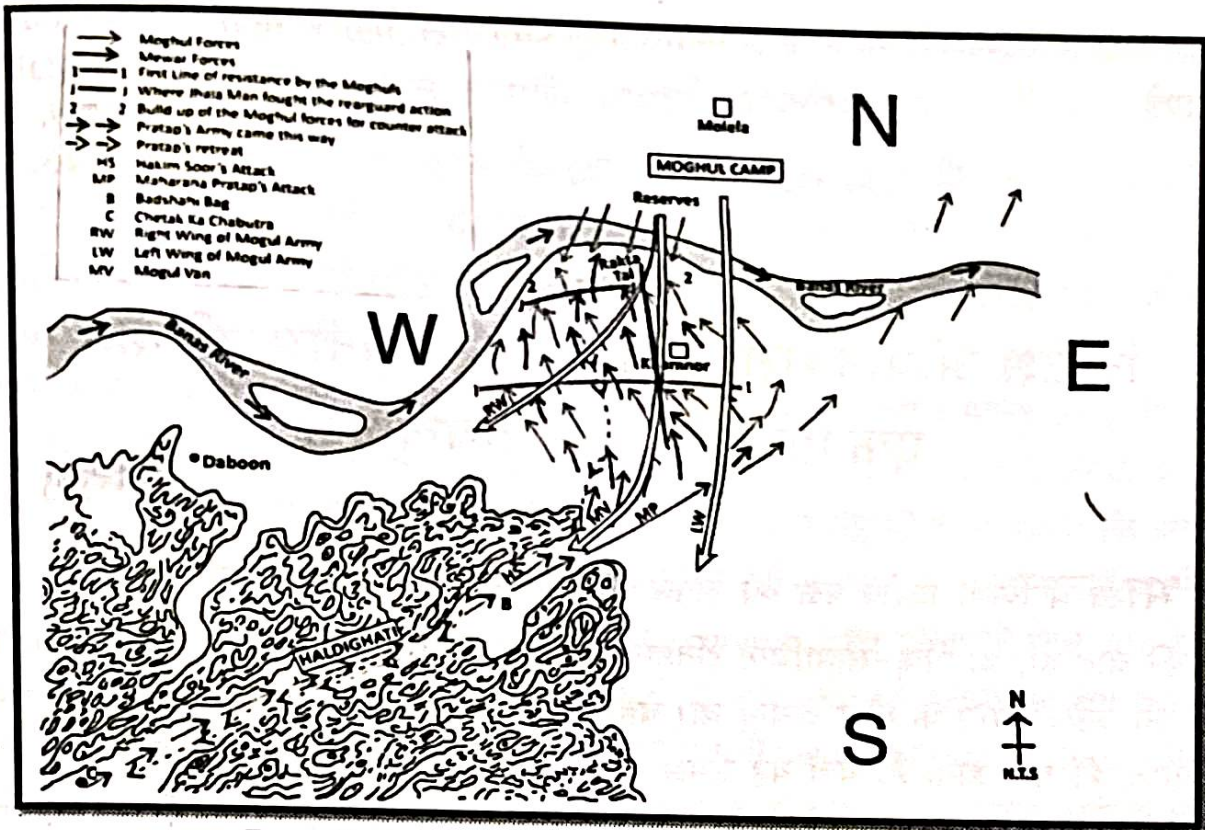 Moghul Forces
Mewar Forces
1 1 First Line of resistance by the Moghuls
1 1 Where Jhala Man fought the rearguard action
2 2 Build up of the Moghul forces for counter attack
Pratap's Army came this way
Pratap's retreat
HS Hakim Soor's Attack
MP Maharana Pratap's Attack
B Badshahi Bag
C Chetak Ka Chabutra
RW Right Wing of Mogul Army
LW Left Wing of Mogul Army
MV Mogul Van
N
Molela
MOGHUL CAMP
Reserves
Rakta
Tal
2
2
Banas River
W
Banas River
Khamnor
E
1
1
RW
Daboon
MV
MP
LW
HS
B
HALDIGHATI
C
S
N
N.T.S